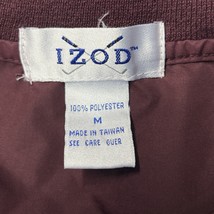 IZOD™
100% POLYESTER
M
MADE IN TAIWAN
SEE CARE OVER